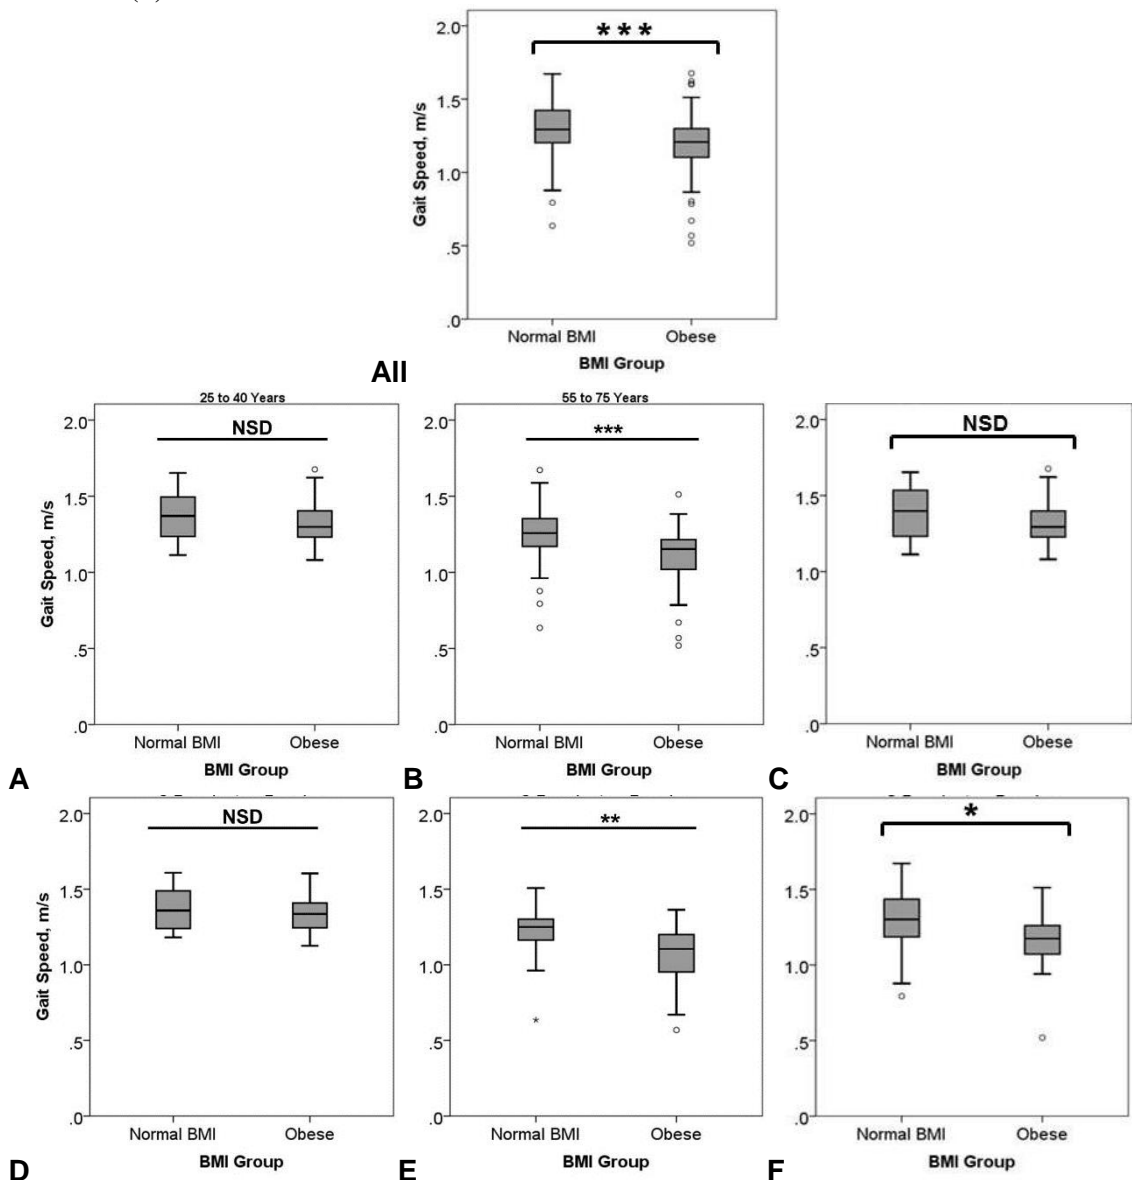 2.0
***
1.5
1.0
.5
.0
Gait Speed, m/s
Normal BMI Obese
BMI Group
All
25 to 40 Years
2.0
NSD
1.5
1.0
.5
.0
Gait Speed, m/s
Normal BMI Obese
BMI Group
A
55 to 75 Years
2.0
***
1.5
1.0
.5
.0
Normal BMI Obese
BMI Group
B
2.0
NSD
1.5
1.0
.5
.0
Normal BMI Obese
BMI Group
C
2.0
NSD
1.5
1.0
.5
.0
Gait Speed, m/s
Normal BMI Obese
BMI Group
D
2.0
**
1.5
1.0
.5
*
.0
Normal BMI Obese
BMI Group
E
2.0
*
1.5
1.0
.5
.0
Normal BMI Obese
BMI Group
F